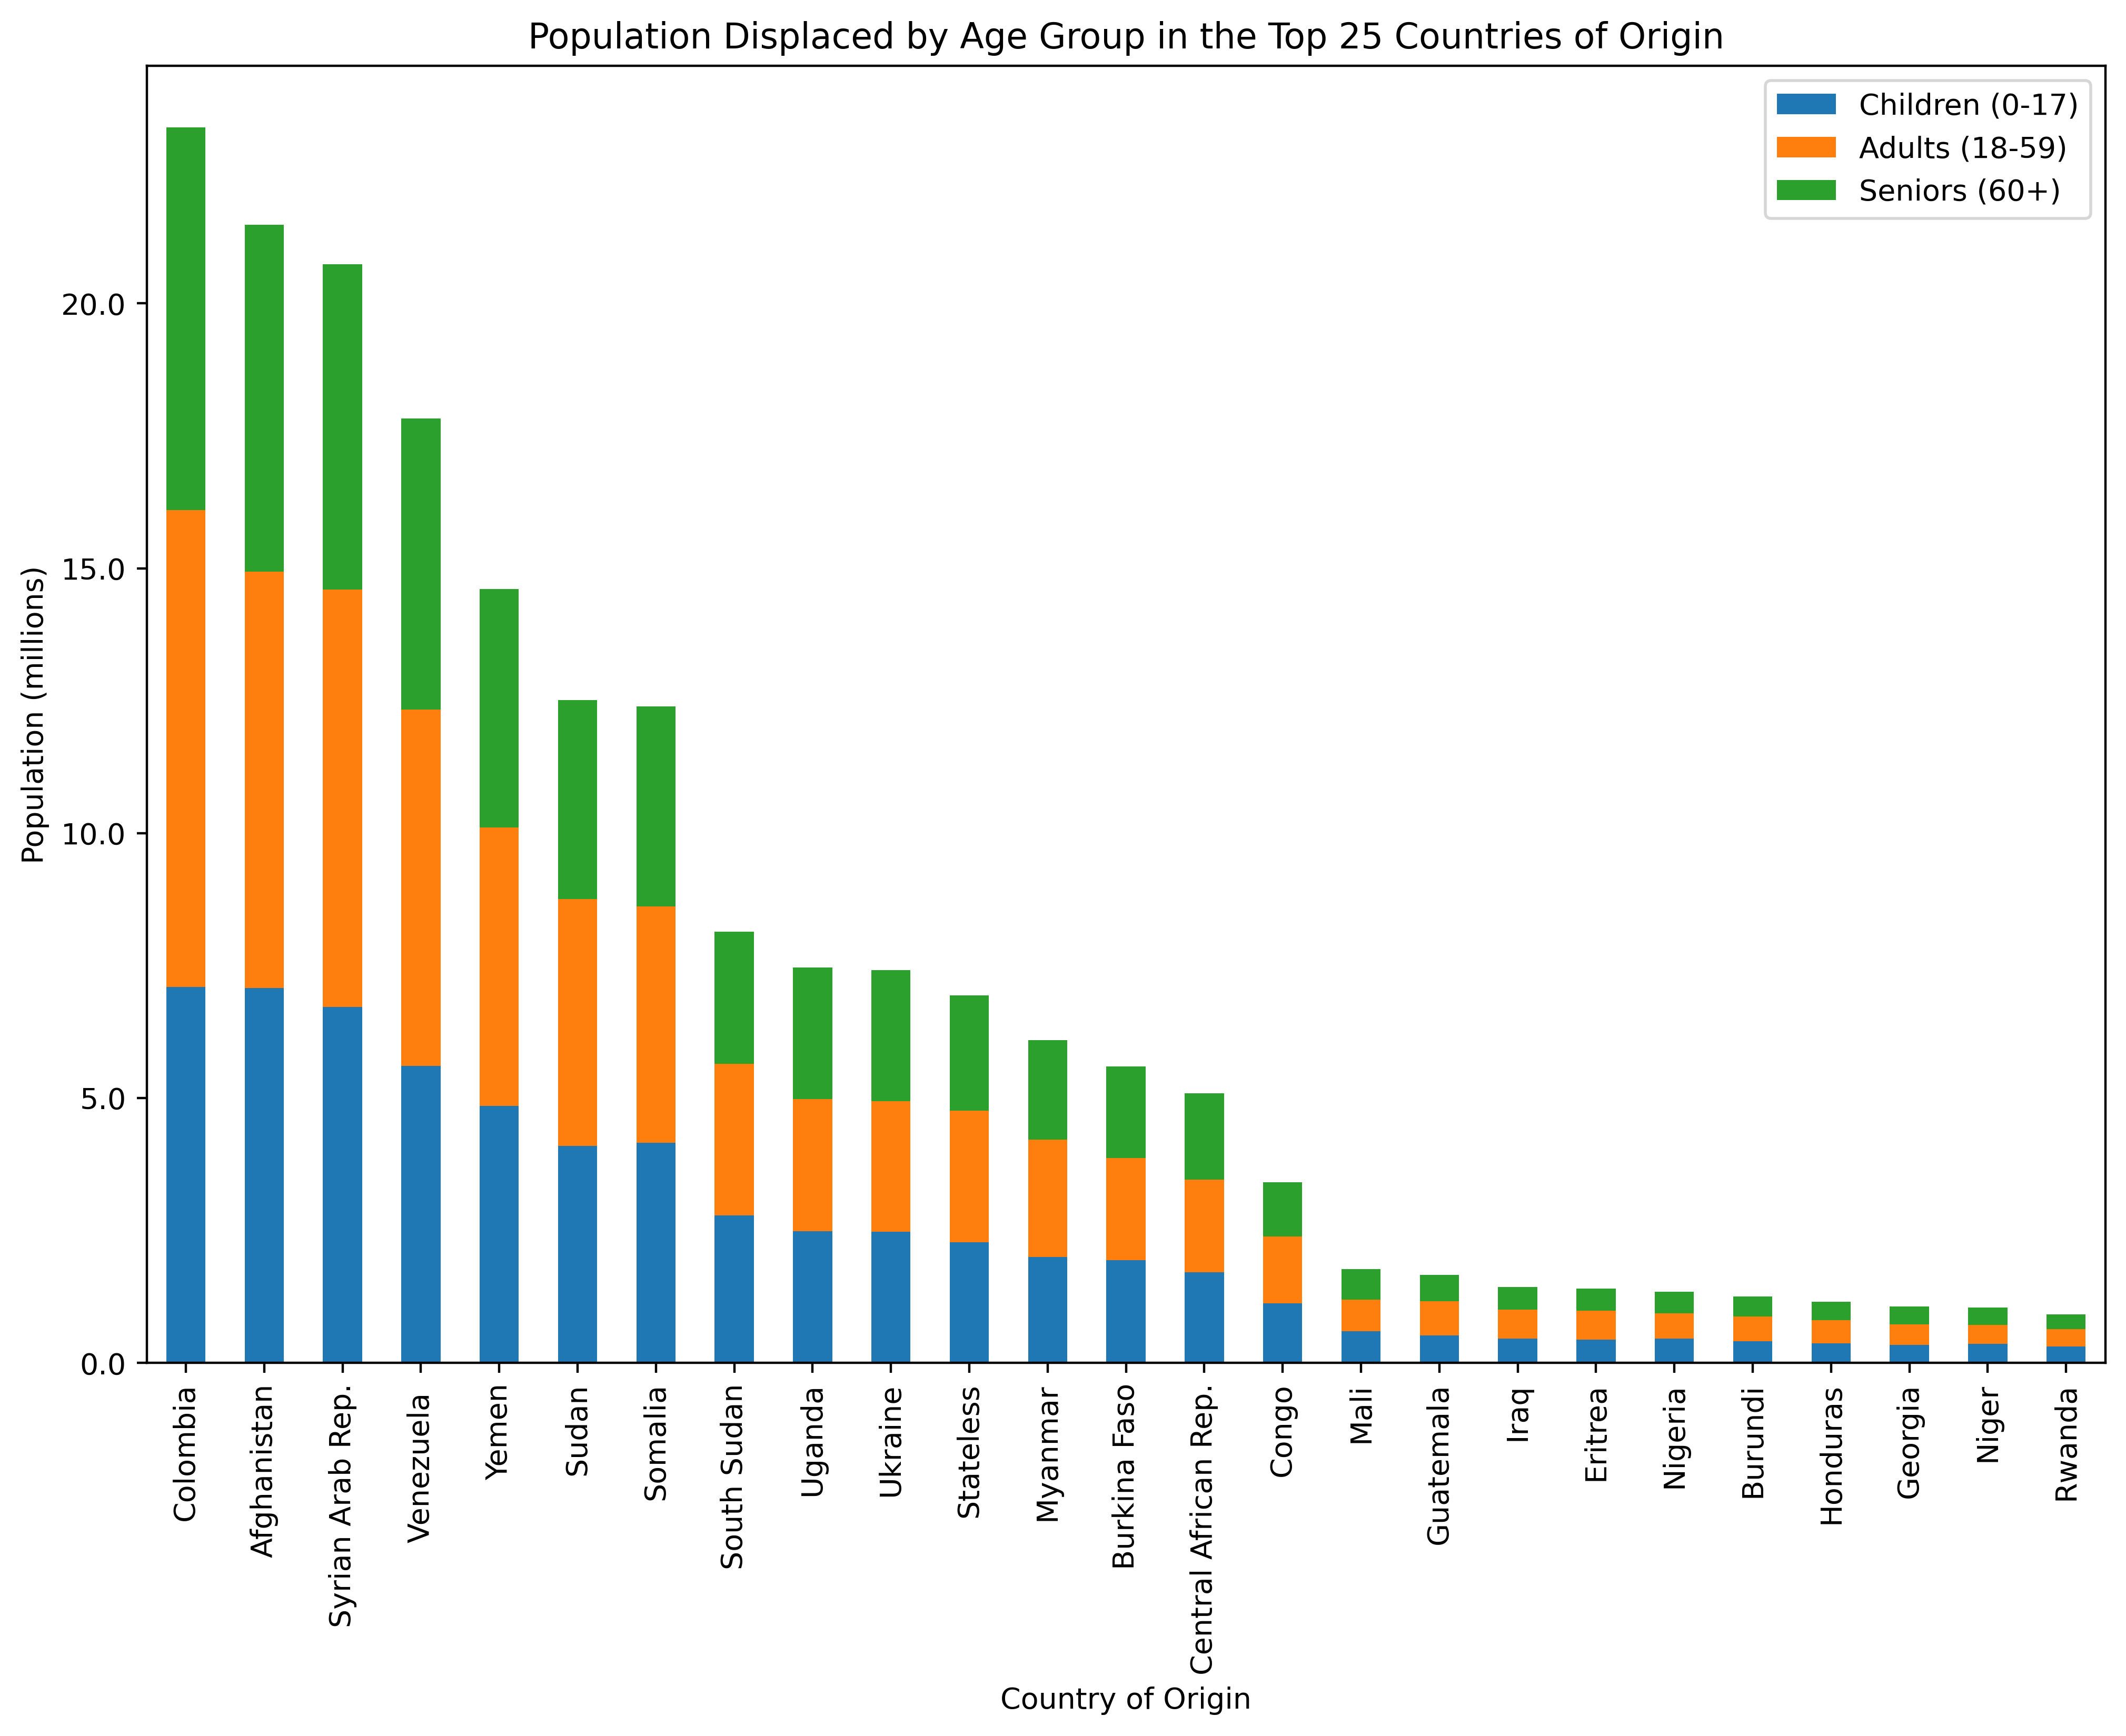 Population Displaced by Age Group in the Top 25 Countries of Origin
Children (0-17)
Adults (18-59)
Seniors (60+)
Population (millions)
20.0
15.0
10.0
5.0
0.0
Colombia
Afghanistan
Syrian Arab Rep.
Venezuela
Yemen
Sudan
Somalia
South Sudan
Uganda
Ukraine
Stateless
Myanmar
Burkina Faso
Central African Rep.
Congo
Mali
Guatemala
Iraq
Eritrea
Nigeria
Burundi
Honduras
Georgia
Niger
Rwanda
Country of Origin